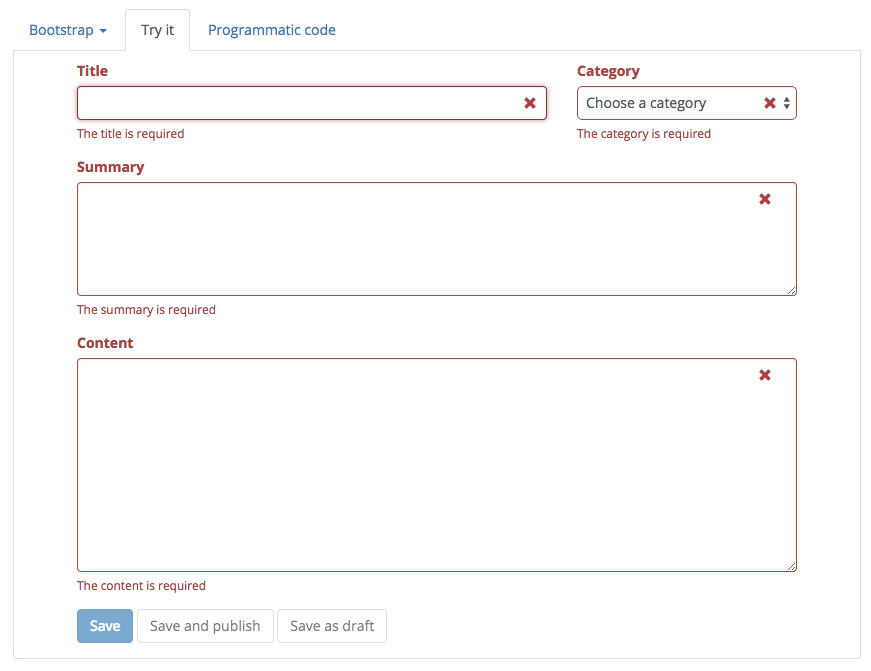 Bootstrap Try it Programmatic code
Title Category
Choose a category
The title is required The category is required
Summary
The summary is required
Content
The content is required
Save Save and publish Save as draft